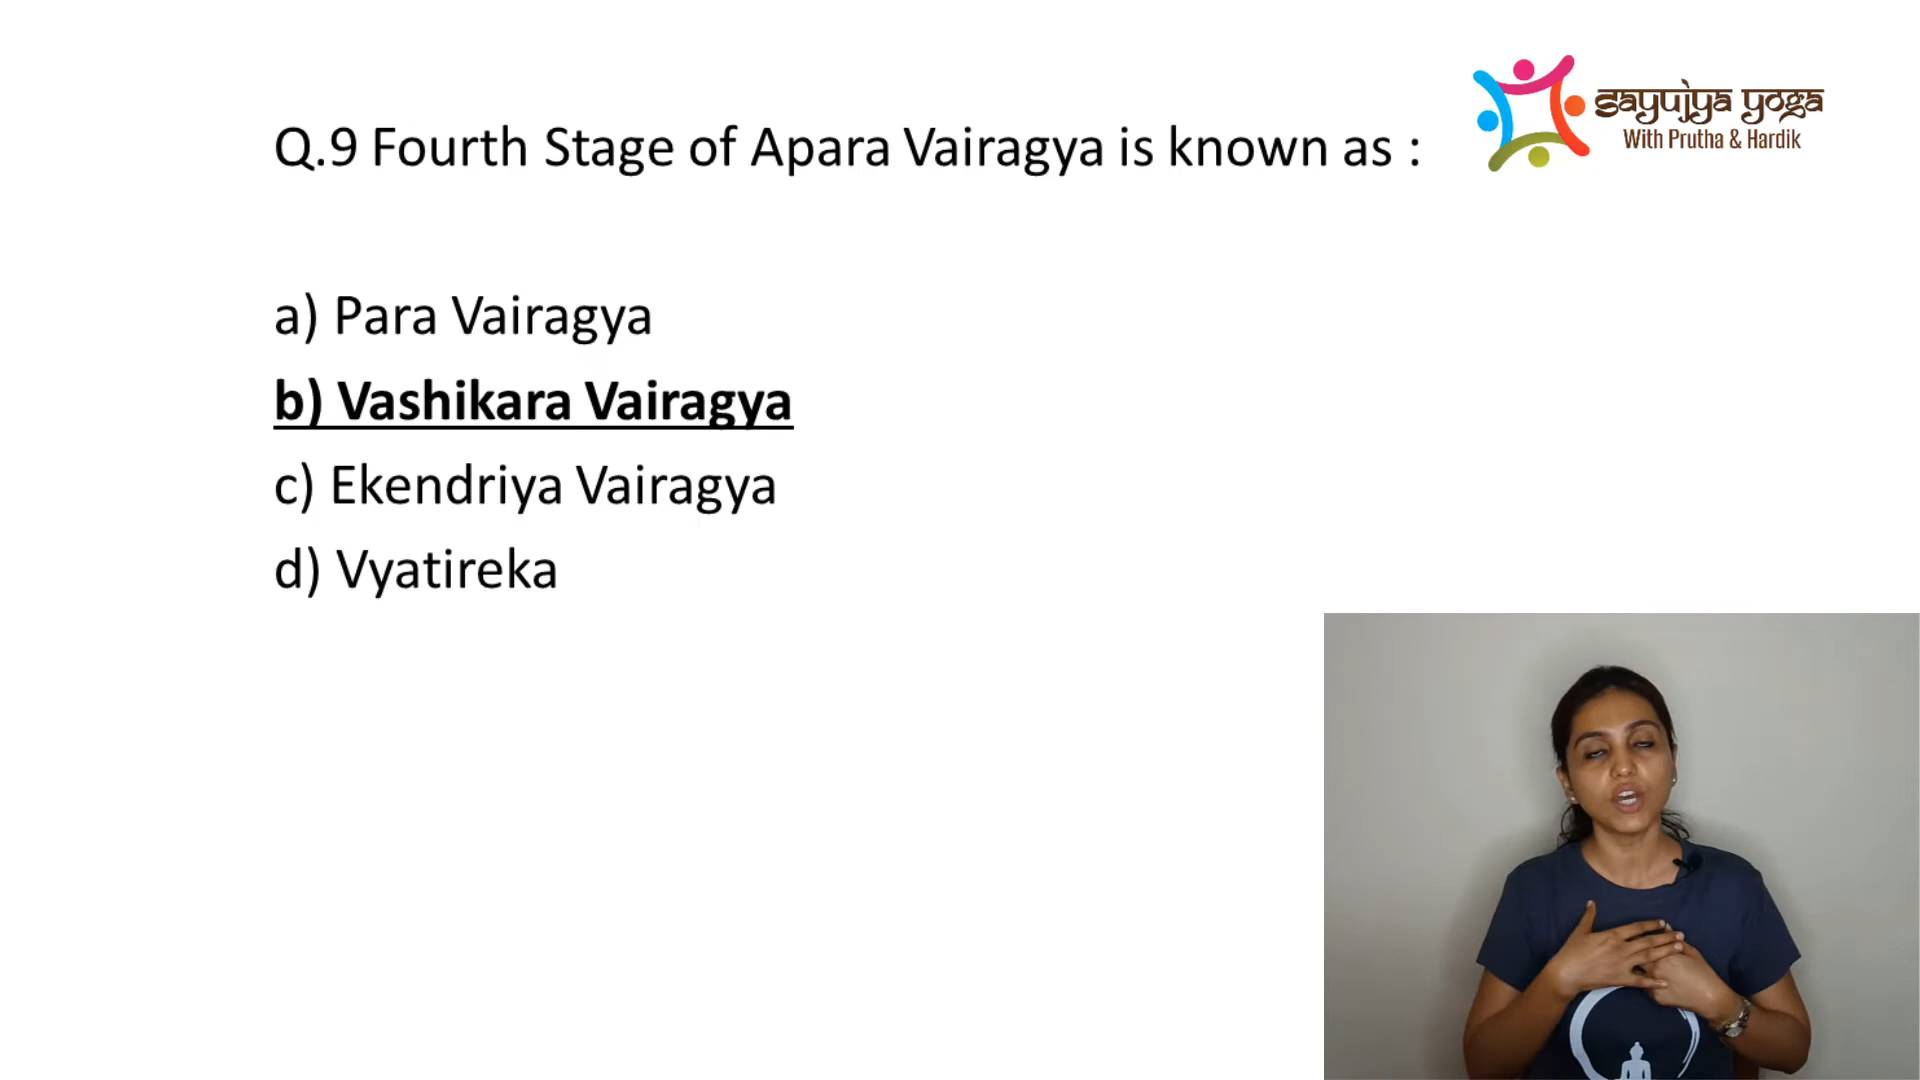 Q.9 Fourth Stage of Apara Vairagya is known as :
sayujya yoga
With Prutha & Hardik
a) Para Vairagya
b) Vashikara Vairagya
c) Ekendriya Vairagya
d) Vyatireka